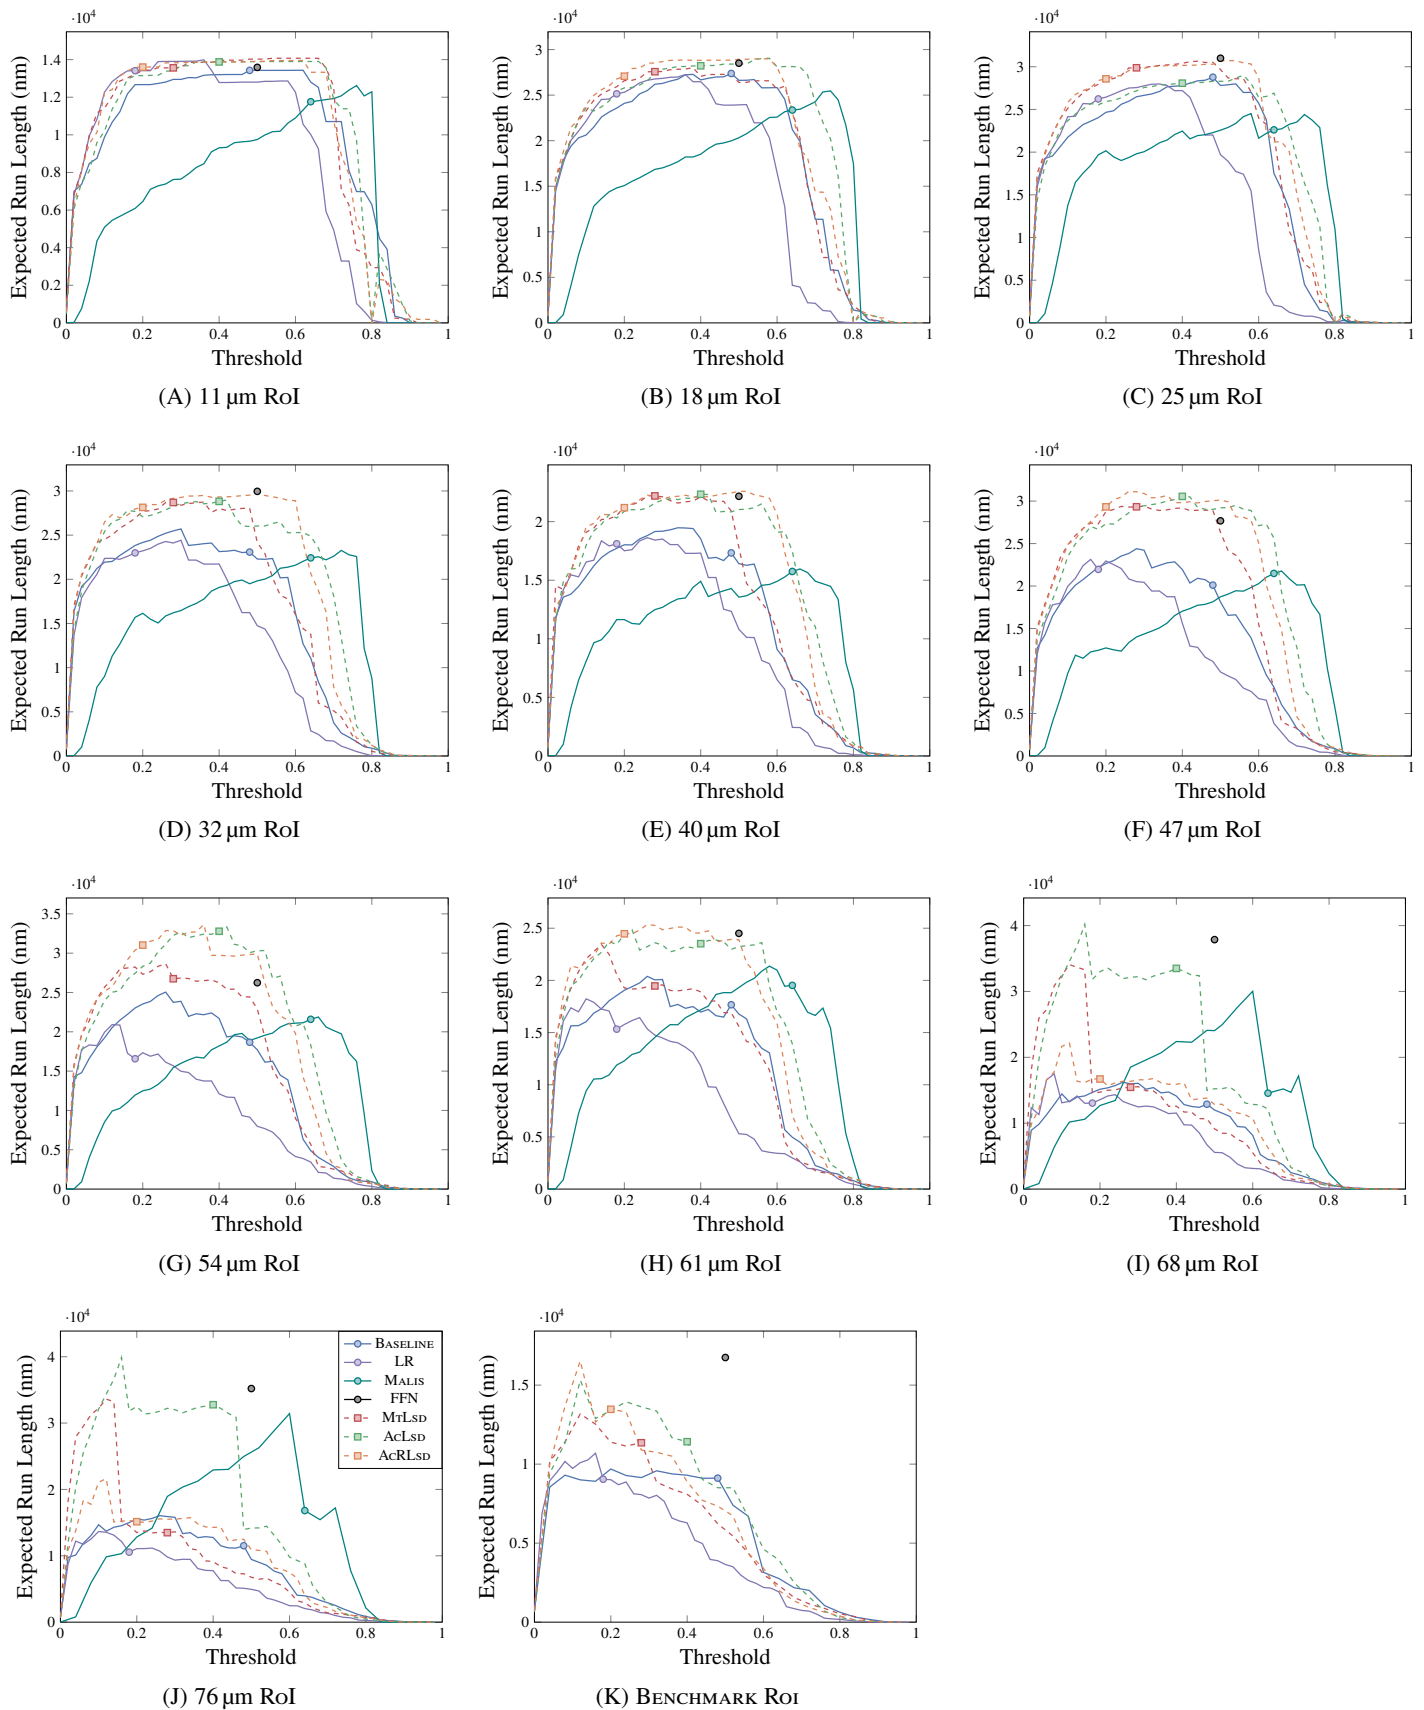 ·10⁴
1.4
1.2
1
0.8
0.6
0.4
0.2
0
Expected Run Length (nm)
0 0.2 0.4 0.6 0.8 1
Threshold
(A) 11 µm RoI
·10⁴
3
2.5
2
1.5
1
0.5
0
Expected Run Length (nm)
0 0.2 0.4 0.6 0.8 1
Threshold
(B) 18 µm RoI
·10⁴
3
2.5
2
1.5
1
0.5
0
Expected Run Length (nm)
0 0.2 0.4 0.6 0.8 1
Threshold
(C) 25 µm RoI
·10⁴
3
2.5
2
1.5
1
0.5
0
Expected Run Length (nm)
0 0.2 0.4 0.6 0.8 1
Threshold
(D) 32 µm RoI
·10⁴
2
1.5
1
0.5
0
Expected Run Length (nm)
0 0.2 0.4 0.6 0.8 1
Threshold
(E) 40 µm RoI
·10⁴
3
2.5
2
1.5
1
0.5
0
Expected Run Length (nm)
0 0.2 0.4 0.6 0.8 1
Threshold
(F) 47 µm RoI
·10⁴
3.5
3
2.5
2
1.5
1
0.5
0
Expected Run Length (nm)
0 0.2 0.4 0.6 0.8 1
Threshold
(G) 54 µm RoI
·10⁴
2.5
2
1.5
1
0.5
0
Expected Run Length (nm)
0 0.2 0.4 0.6 0.8 1
Threshold
(H) 61 µm RoI
·10⁴
4
3
2
1
0
Expected Run Length (nm)
0 0.2 0.4 0.6 0.8 1
Threshold
(I) 68 µm RoI
·10⁴
4
3
2
1
0
Expected Run Length (nm)
BASELINE
LR
MALIS
FFN
MTLSD
ACLSD
ACRLSD
0 0.2 0.4 0.6 0.8 1
Threshold
(J) 76 µm RoI
·10⁴
1.5
1
0.5
0
Expected Run Length (nm)
0 0.2 0.4 0.6 0.8 1
Threshold
(K) BENCHMARK ROI